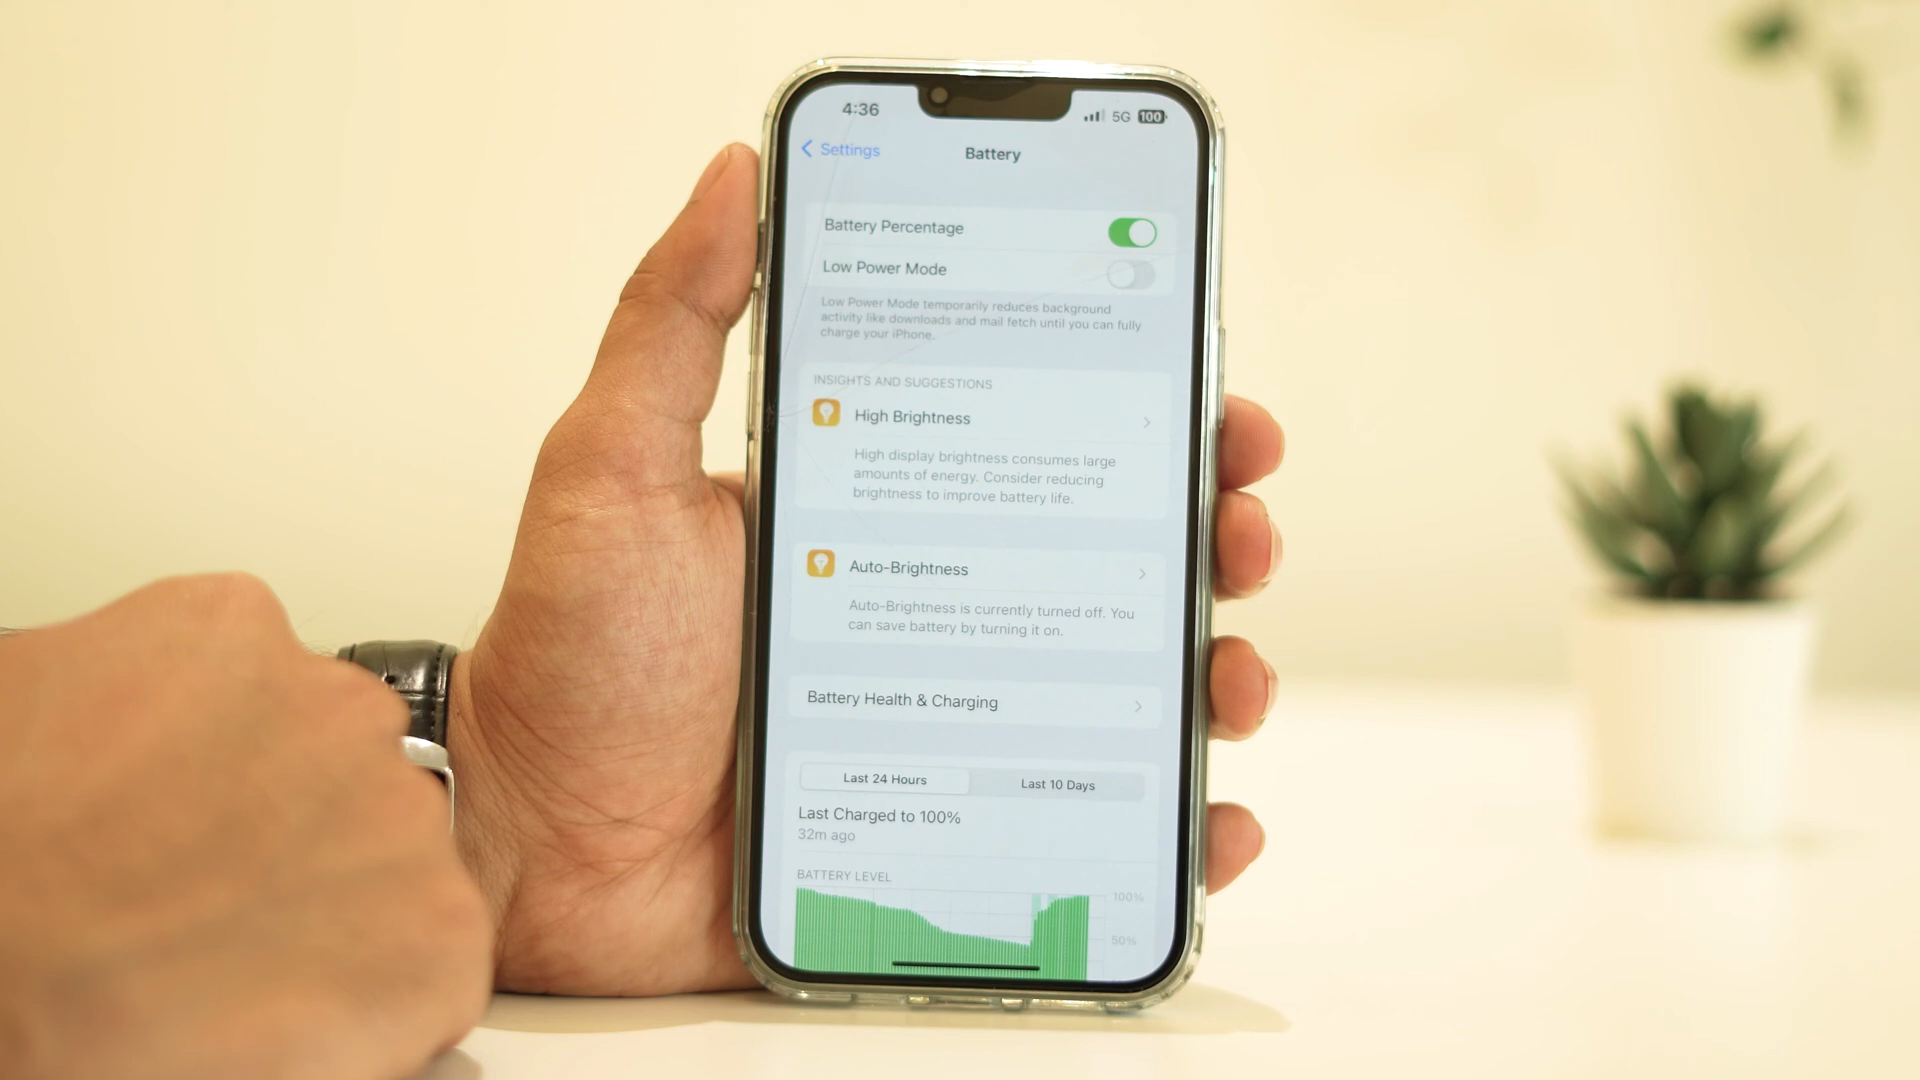 4:36
5G 100
Settings
Battery
Battery Percentage
Low Power Mode
Low Power Mode temporarily reduces background
activity like downloads and mail fetch until you can fully
charge your iPhone.
INSIGHTS AND SUGGESTIONS
High Brightness
High display brightness consumes large
amounts of energy. Consider reducing
brightness to improve battery life.
Auto-Brightness
Auto-Brightness is currently turned off. You
can save battery by turning it on.
Battery Health & Charging
Last 24 Hours
Last 10 Days
Last Charged to 100%
32m ago
BATTERY LEVEL
100%
50%